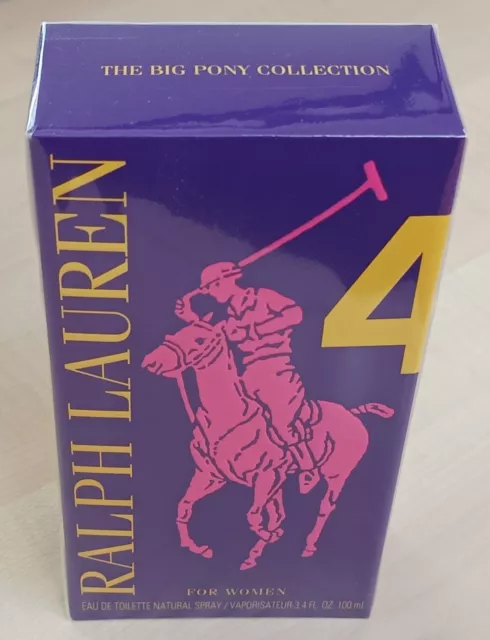 THE BIG PONY COLLECTION
RALPH LAUREN
4
FOR WOMEN
EAU DE TOILETTE NATURAL SPRAY / VAPORISATEUR 3.4 FL. OZ 100 ml